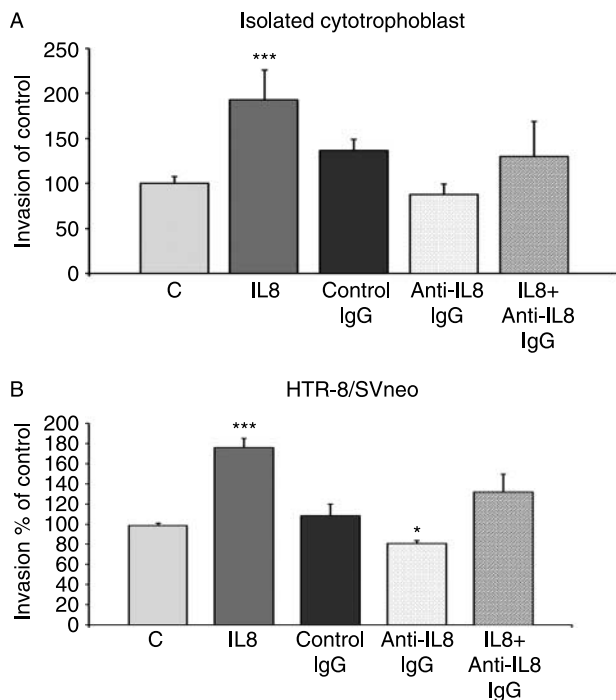 A
Isolated cytotrophoblast
Invasion of control
250
200
150
100
50
0
***
C
IL8
Control
IgG
Anti-IL8
IgG
IL8+
Anti-IL8
IgG
B
HTR-8/SVneo
Invasion % of control
200
180
160
140
120
100
80
60
40
20
0
***
*
C
IL8
Control
IgG
Anti-IL8
IgG
IL8+
Anti-IL8
IgG